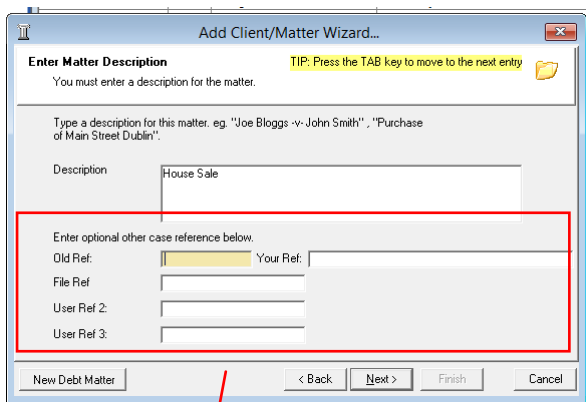 Add Client/Matter Wizard...
Enter Matter Description
TIP: Press the TAB key to move to the next entry
You must enter a description for the matter.
Type a description for this matter. eg. "Joe Bloggs -v- John Smith" , "Purchase
of Main Street Dublin".
Description
House Sale
Enter optional other case reference below.
Old Ref:
Your Ref:
File Ref
User Ref 2:
User Ref 3:
New Debt Matter
< Back
Next >
Finish
Cancel